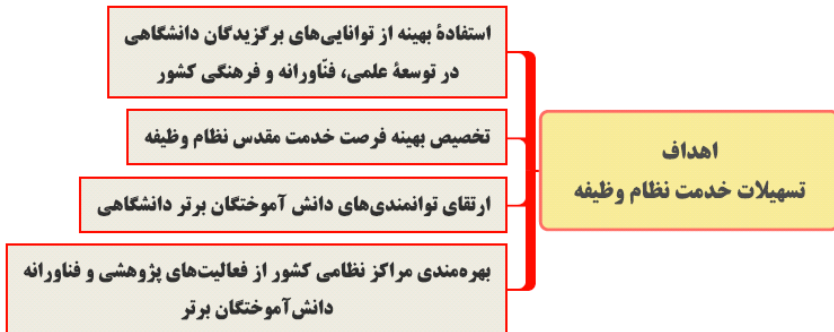 اهداف
تسهیلات خدمت نظام وظیفه
استفادهٔ بهینه از توانایی‌های برگزیدگان دانشگاهی
در توسعهٔ علمی، فنّاورانه و فرهنگی کشور
تخصیص بهینه فرصت خدمت مقدس نظام وظیفه
ارتقای توانمندی‌های دانش آموختگان برتر دانشگاهی
بهره‌مندی مراکز نظامی کشور از فعالیت‌های پژوهشی و فناورانه
دانش‌آموختگان برتر